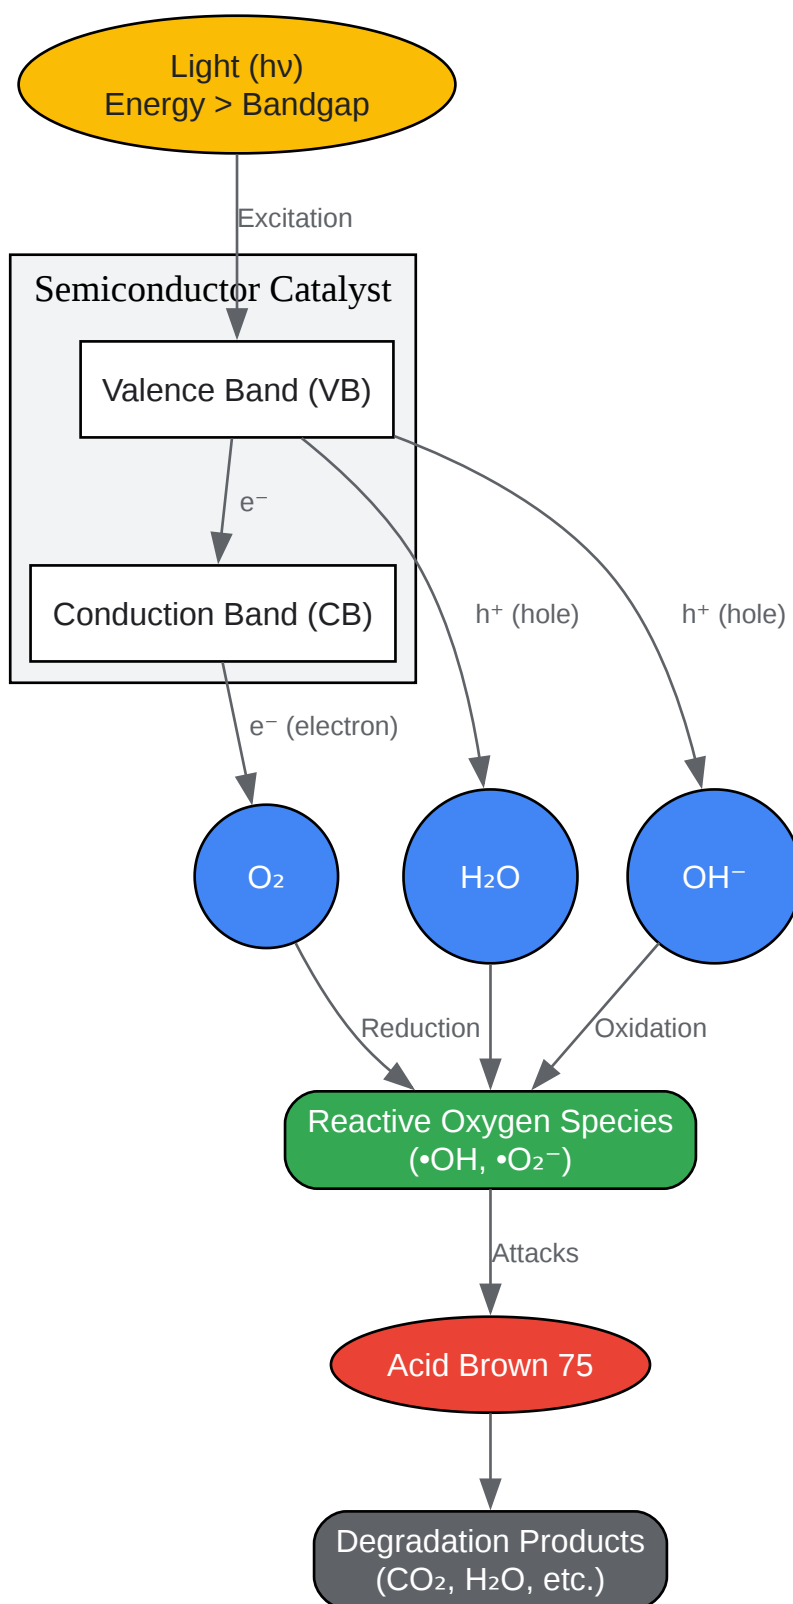 Light (hν)
Energy > Bandgap
Excitation
Semiconductor Catalyst
Valence Band (VB)
e⁻
Conduction Band (CB)
h⁺ (hole)
h⁺ (hole)
e⁻ (electron)
O₂
H₂O
OH⁻
Reduction
Oxidation
Reactive Oxygen Species
(•OH, •O₂⁻)
Attacks
Acid Brown 75
Degradation Products
(CO₂, H₂O, etc.)